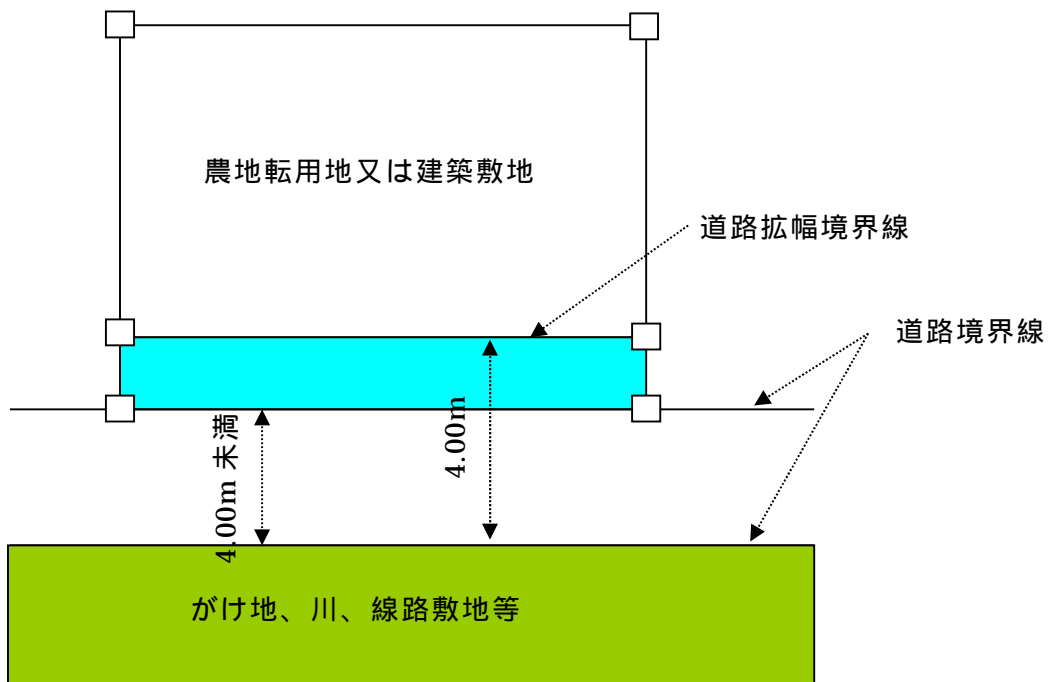 農地転用地又は建築敷地
道路拡幅境界線
道路境界線
4.00m 未満
4.00m
がけ地、川、線路敷地等